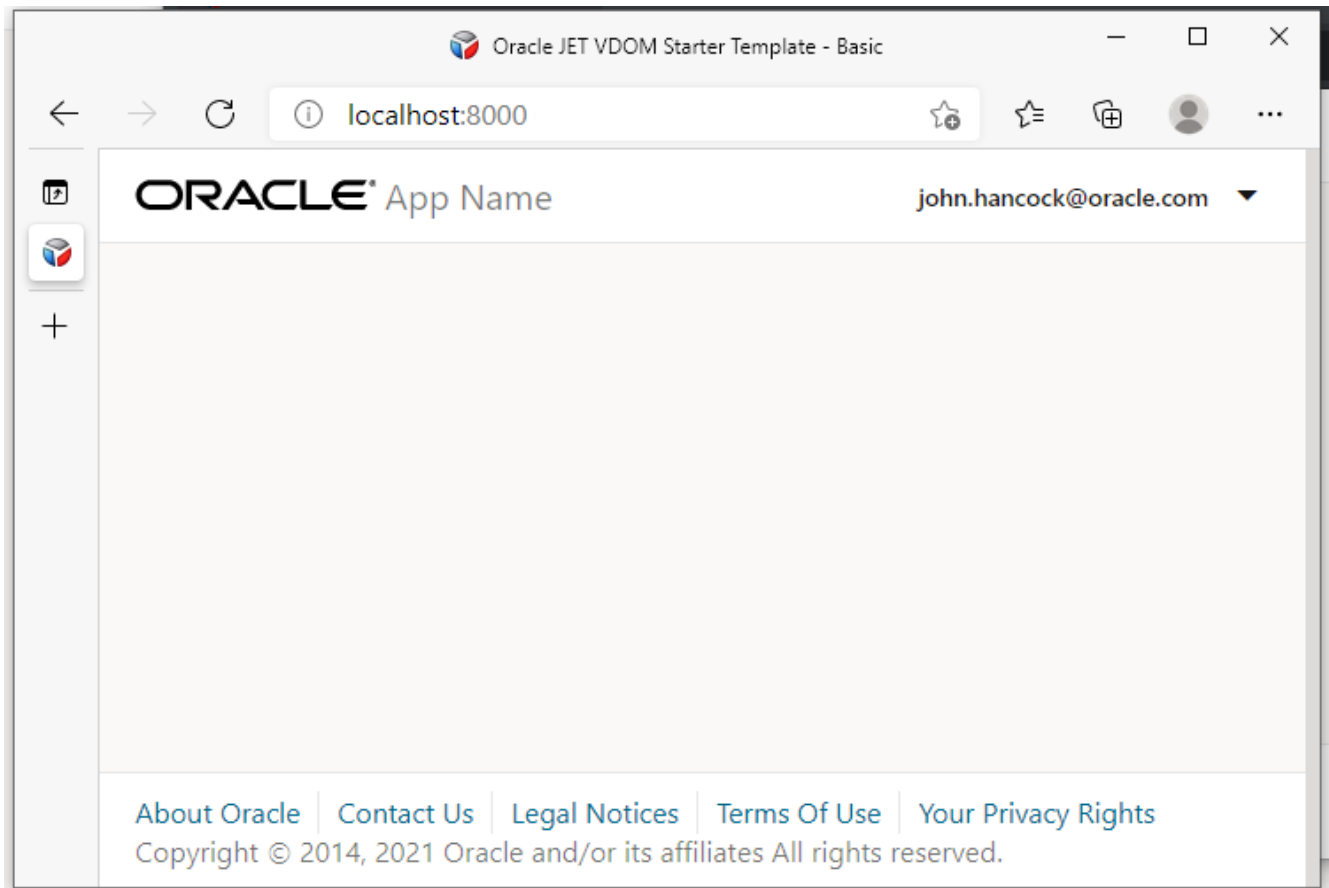 Oracle JET VDOM Starter Template - Basic
localhost:8000
ORACLE® App Name john.hancock@oracle.com
About Oracle Contact Us Legal Notices Terms Of Use Your Privacy Rights
Copyright © 2014, 2021 Oracle and/or its affiliates All rights reserved.